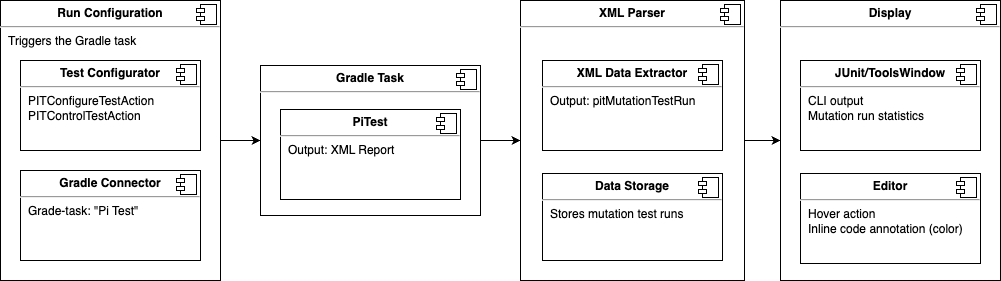 Run Configuration
Triggers the Gradle task
Test Configurator
PITConfigureTestAction
PITControlTestAction
Gradle Connector
Grade-task: "Pi Test"
Gradle Task
PiTest
Output: XML Report
XML Parser
XML Data Extractor
Output: pitMutationTestRun
Data Storage
Stores mutation test runs
Display
JUnit/ToolsWindow
CLI output
Mutation run statistics
Editor
Hover action
Inline code annotation (color)